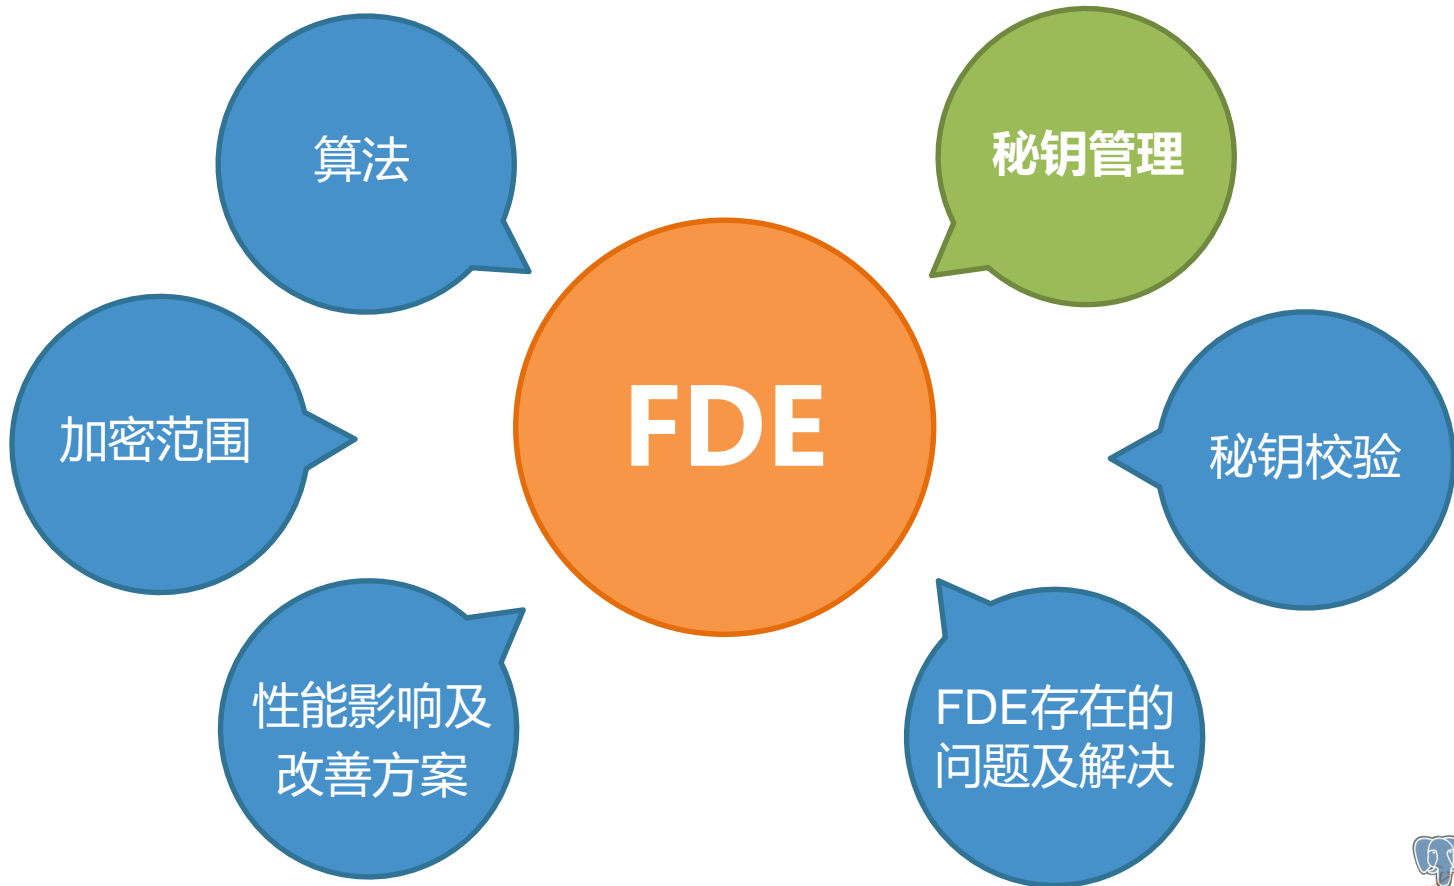 算法
秘钥管理
FDE
加密范围
秘钥校验
性能影响及
改善方案
FDE存在的
问题及解决